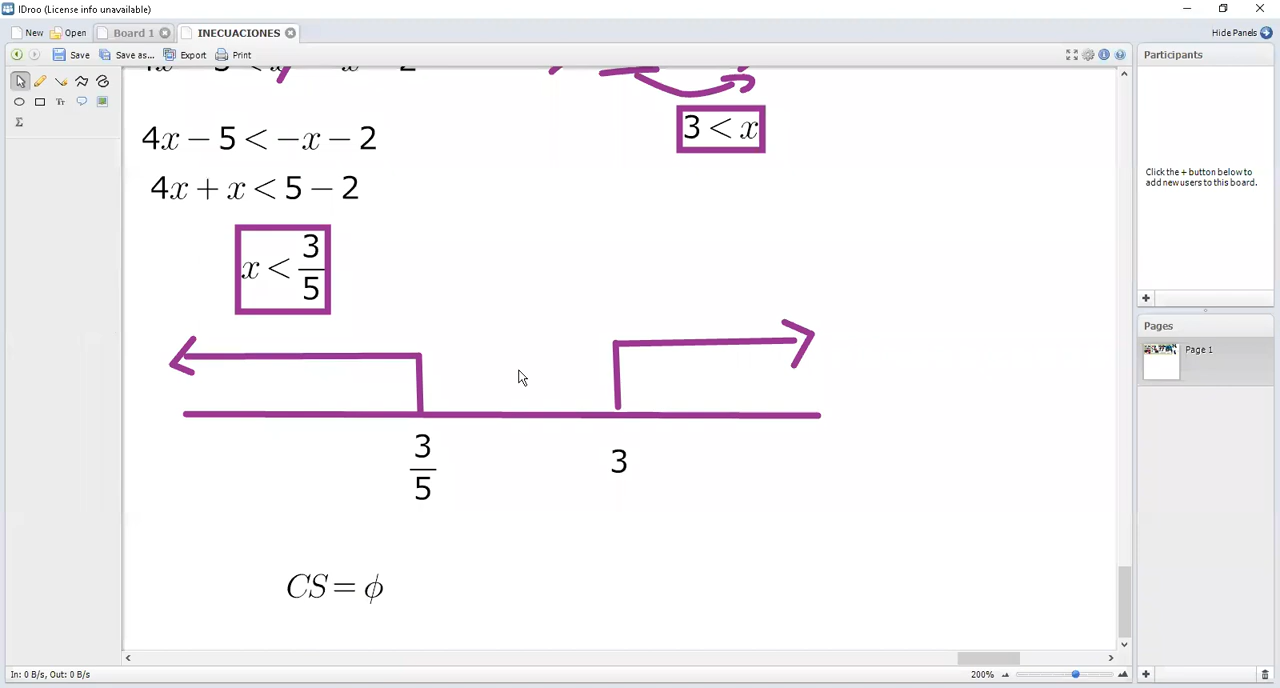 IDroo (License info unavailable)
New Open Board 1 INECUACIONES Hide Panels
Save Save as... Export Print
Participants
Click the + button below to
add new users to this board.
Pages
Page 1
3 < x
4x − 5 < −x − 2
4x + x < 5 − 2
x < 3/5
3/5 3
CS = ϕ
In: 0 B/s, Out: 0 B/s 200%